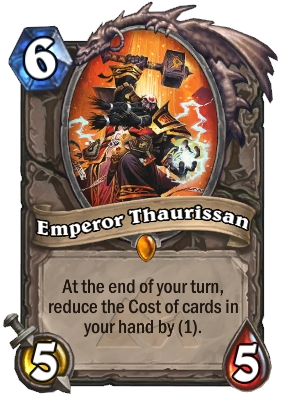 6
Emperor Thaurissan
At the end of your turn,
reduce the Cost of cards in
your hand by (1).
5 5